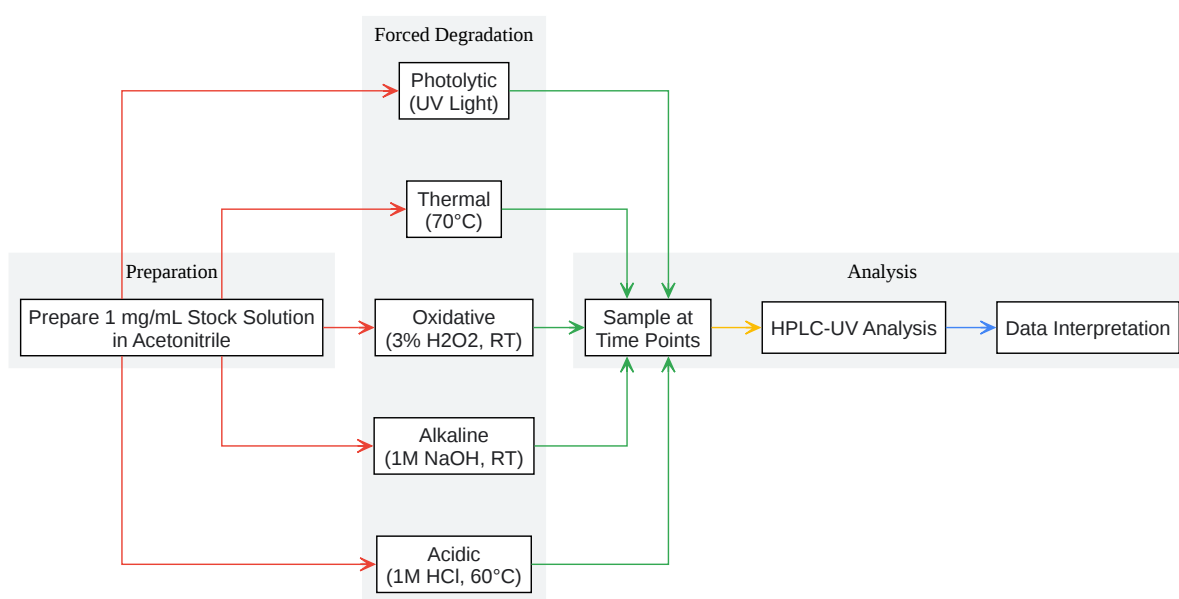 Forced Degradation
Photolytic
(UV Light)
Thermal
(70°C)
Preparation
Analysis
Prepare 1 mg/mL Stock Solution
in Acetonitrile
Oxidative
(3% H2O2, RT)
Sample at
Time Points
HPLC-UV Analysis
Data Interpretation
Alkaline
(1M NaOH, RT)
Acidic
(1M HCl, 60°C)